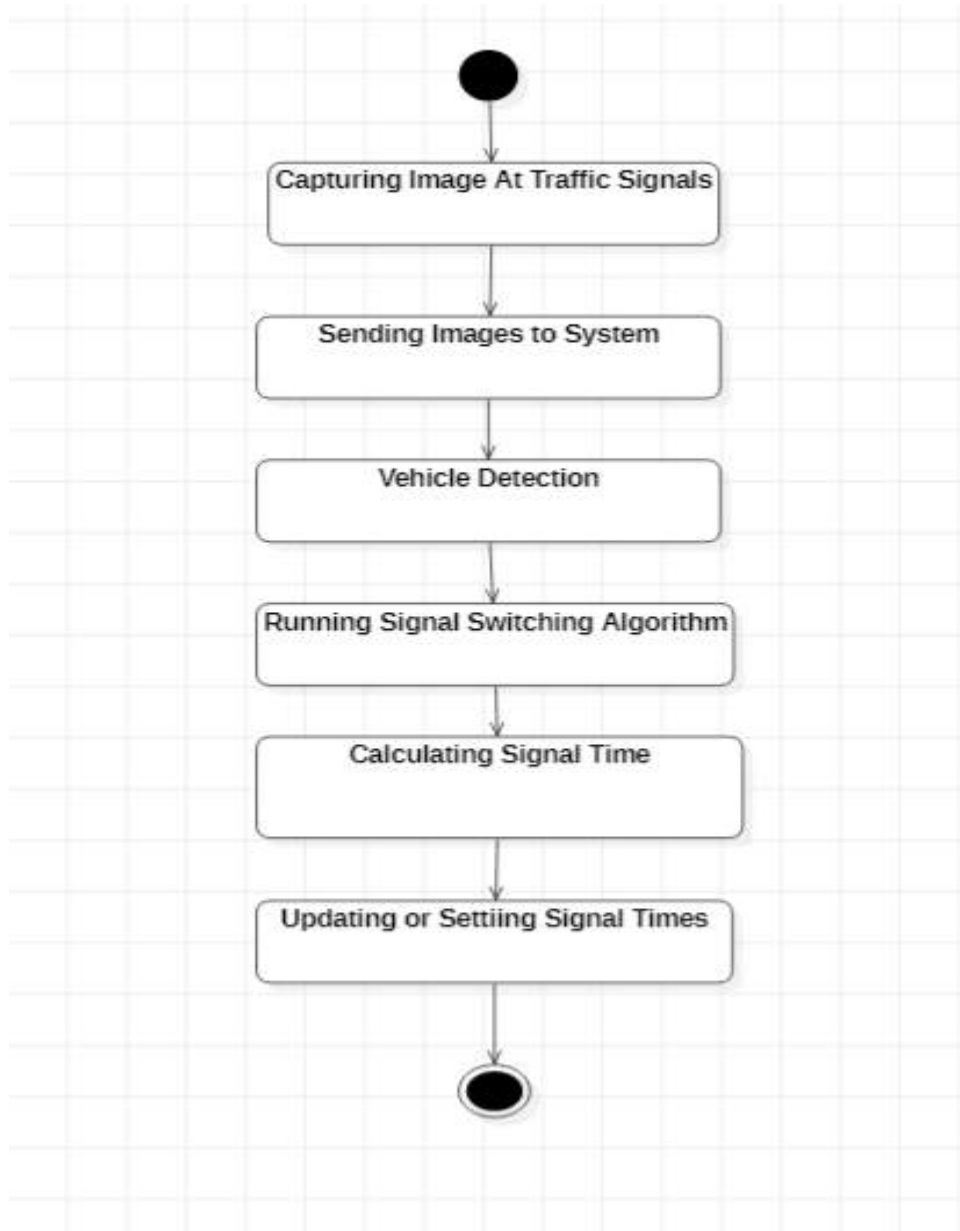 Capturing Image At Traffic Signals
Sending Images to System
Vehicle Detection
Running Signal Switching Algorithm
Calculating Signal Time
Updating or Settiing Signal Times